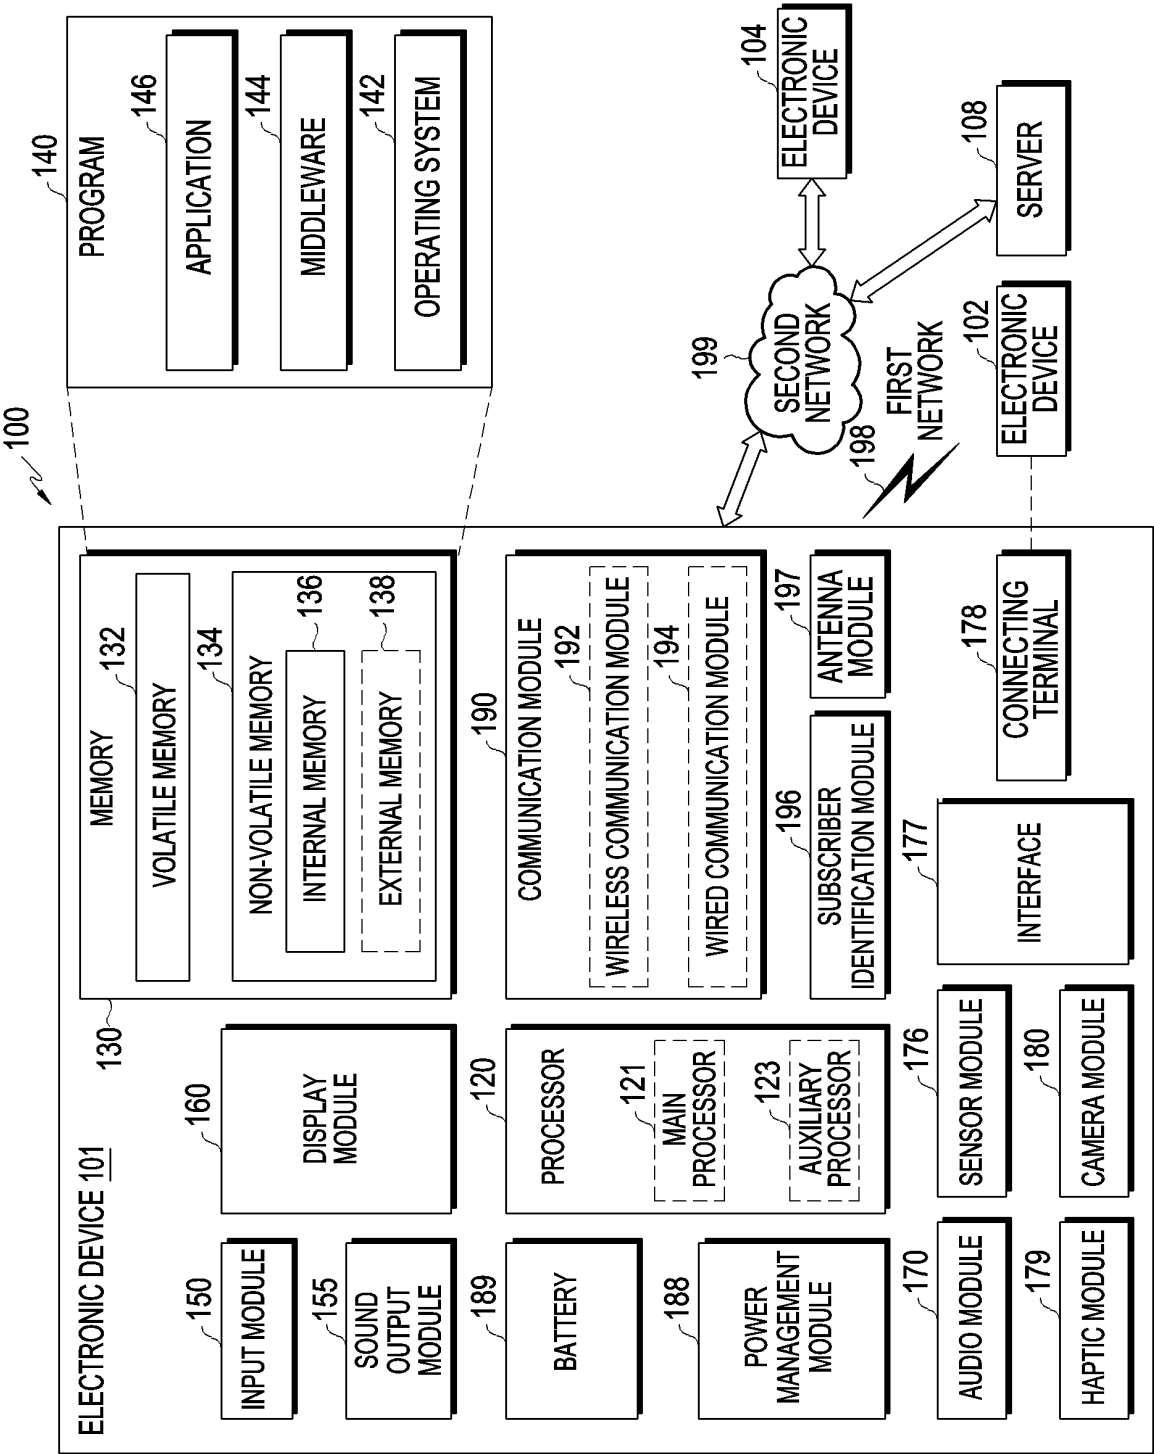 100
ELECTRONIC DEVICE 101
150
INPUT MODULE
155
SOUND
OUTPUT
MODULE
189
BATTERY
188
POWER
MANAGEMENT
MODULE
170
AUDIO MODULE
179
HAPTIC MODULE
160
DISPLAY
MODULE
120
PROCESSOR
121
MAIN
PROCESSOR
123
AUXILIARY
PROCESSOR
176
SENSOR MODULE
180
CAMERA MODULE
130
MEMORY
132
VOLATILE MEMORY
134
NON-VOLATILE MEMORY
136
INTERNAL MEMORY
138
EXTERNAL MEMORY
190
COMMUNICATION MODULE
192
WIRELESS COMMUNICATION MODULE
194
WIRED COMMUNICATION MODULE
196
SUBSCRIBER
IDENTIFICATION MODULE
197
ANTENNA
MODULE
177
INTERFACE
178
CONNECTING
TERMINAL
140
PROGRAM
146
APPLICATION
144
MIDDLEWARE
142
OPERATING SYSTEM
199
SECOND
NETWORK
198
FIRST
NETWORK
104
ELECTRONIC
DEVICE
108
SERVER
102
ELECTRONIC
DEVICE